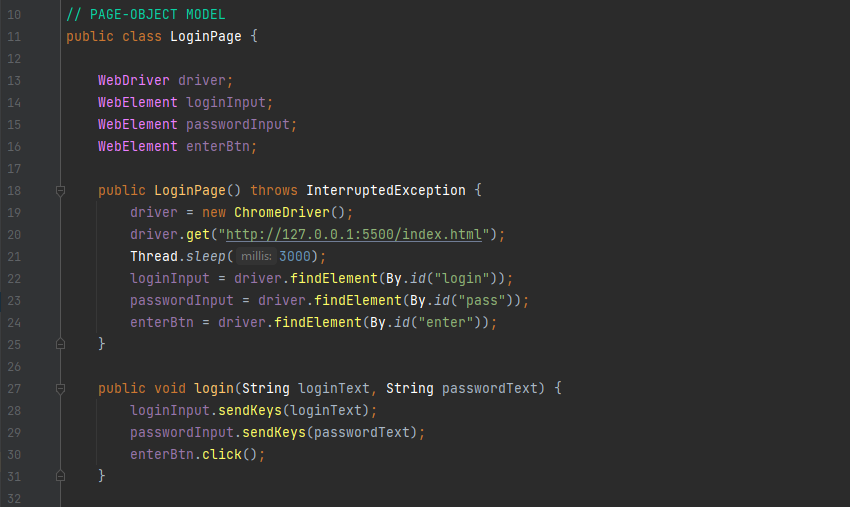 10 // PAGE-OBJECT MODEL
11 public class LoginPage {
12
13 WebDriver driver;
14 WebElement loginInput;
15 WebElement passwordInput;
16 WebElement enterBtn;
17
18 public LoginPage() throws InterruptedException {
19 driver = new ChromeDriver();
20 driver.get("http://127.0.0.1:5500/index.html");
21 Thread.sleep( millis: 3000);
22 loginInput = driver.findElement(By.id("login"));
23 passwordInput = driver.findElement(By.id("pass"));
24 enterBtn = driver.findElement(By.id("enter"));
25 }
26
27 public void login(String loginText, String passwordText) {
28 loginInput.sendKeys(loginText);
29 passwordInput.sendKeys(passwordText);
30 enterBtn.click();
31 }
32